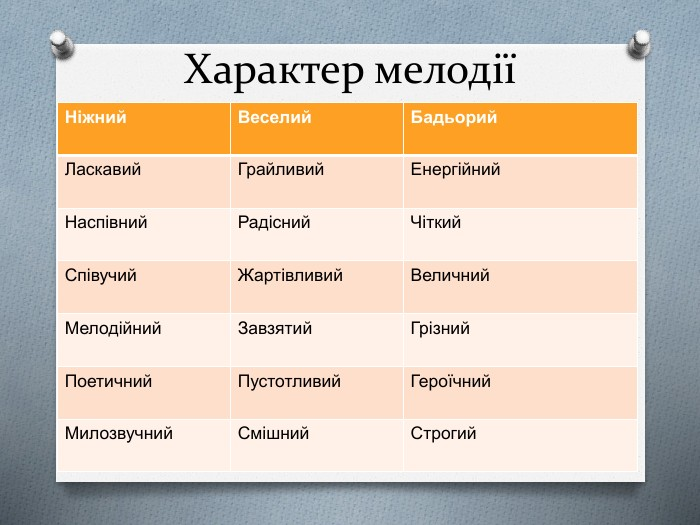 Характер мелодії
Ніжний Веселий Бадьорий
Ласкавий Грайливий Енергійний
Наспівний Радісний Чіткий
Співучий Жартівливий Величний
Мелодійний Завзятий Грізний
Поетичний Пустотливий Героїчний
Милозвучний Смішний Строгий